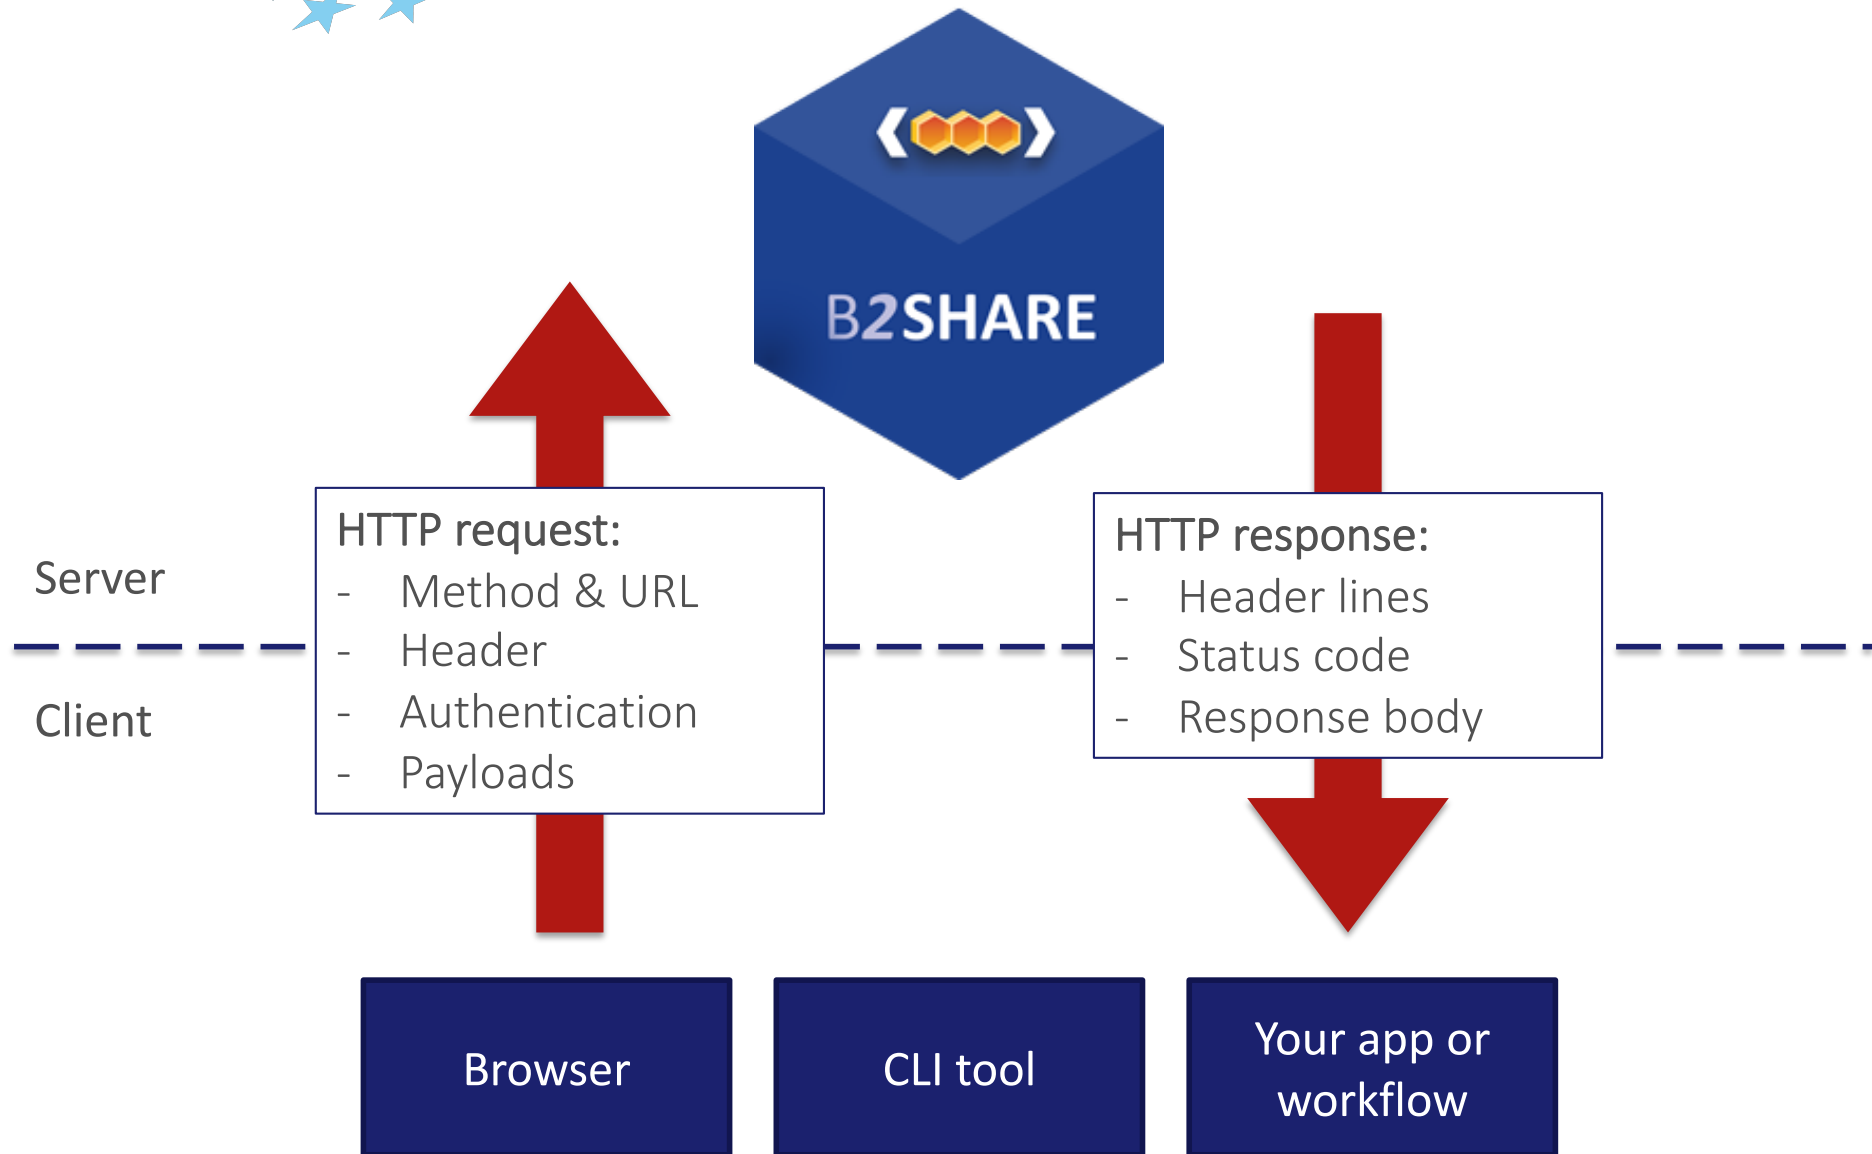 B2SHARE
HTTP request:
- Method & URL
- Header
- Authentication
- Payloads
HTTP response:
- Header lines
- Status code
- Response body
Server
Client
Browser
CLI tool
Your app or
workflow